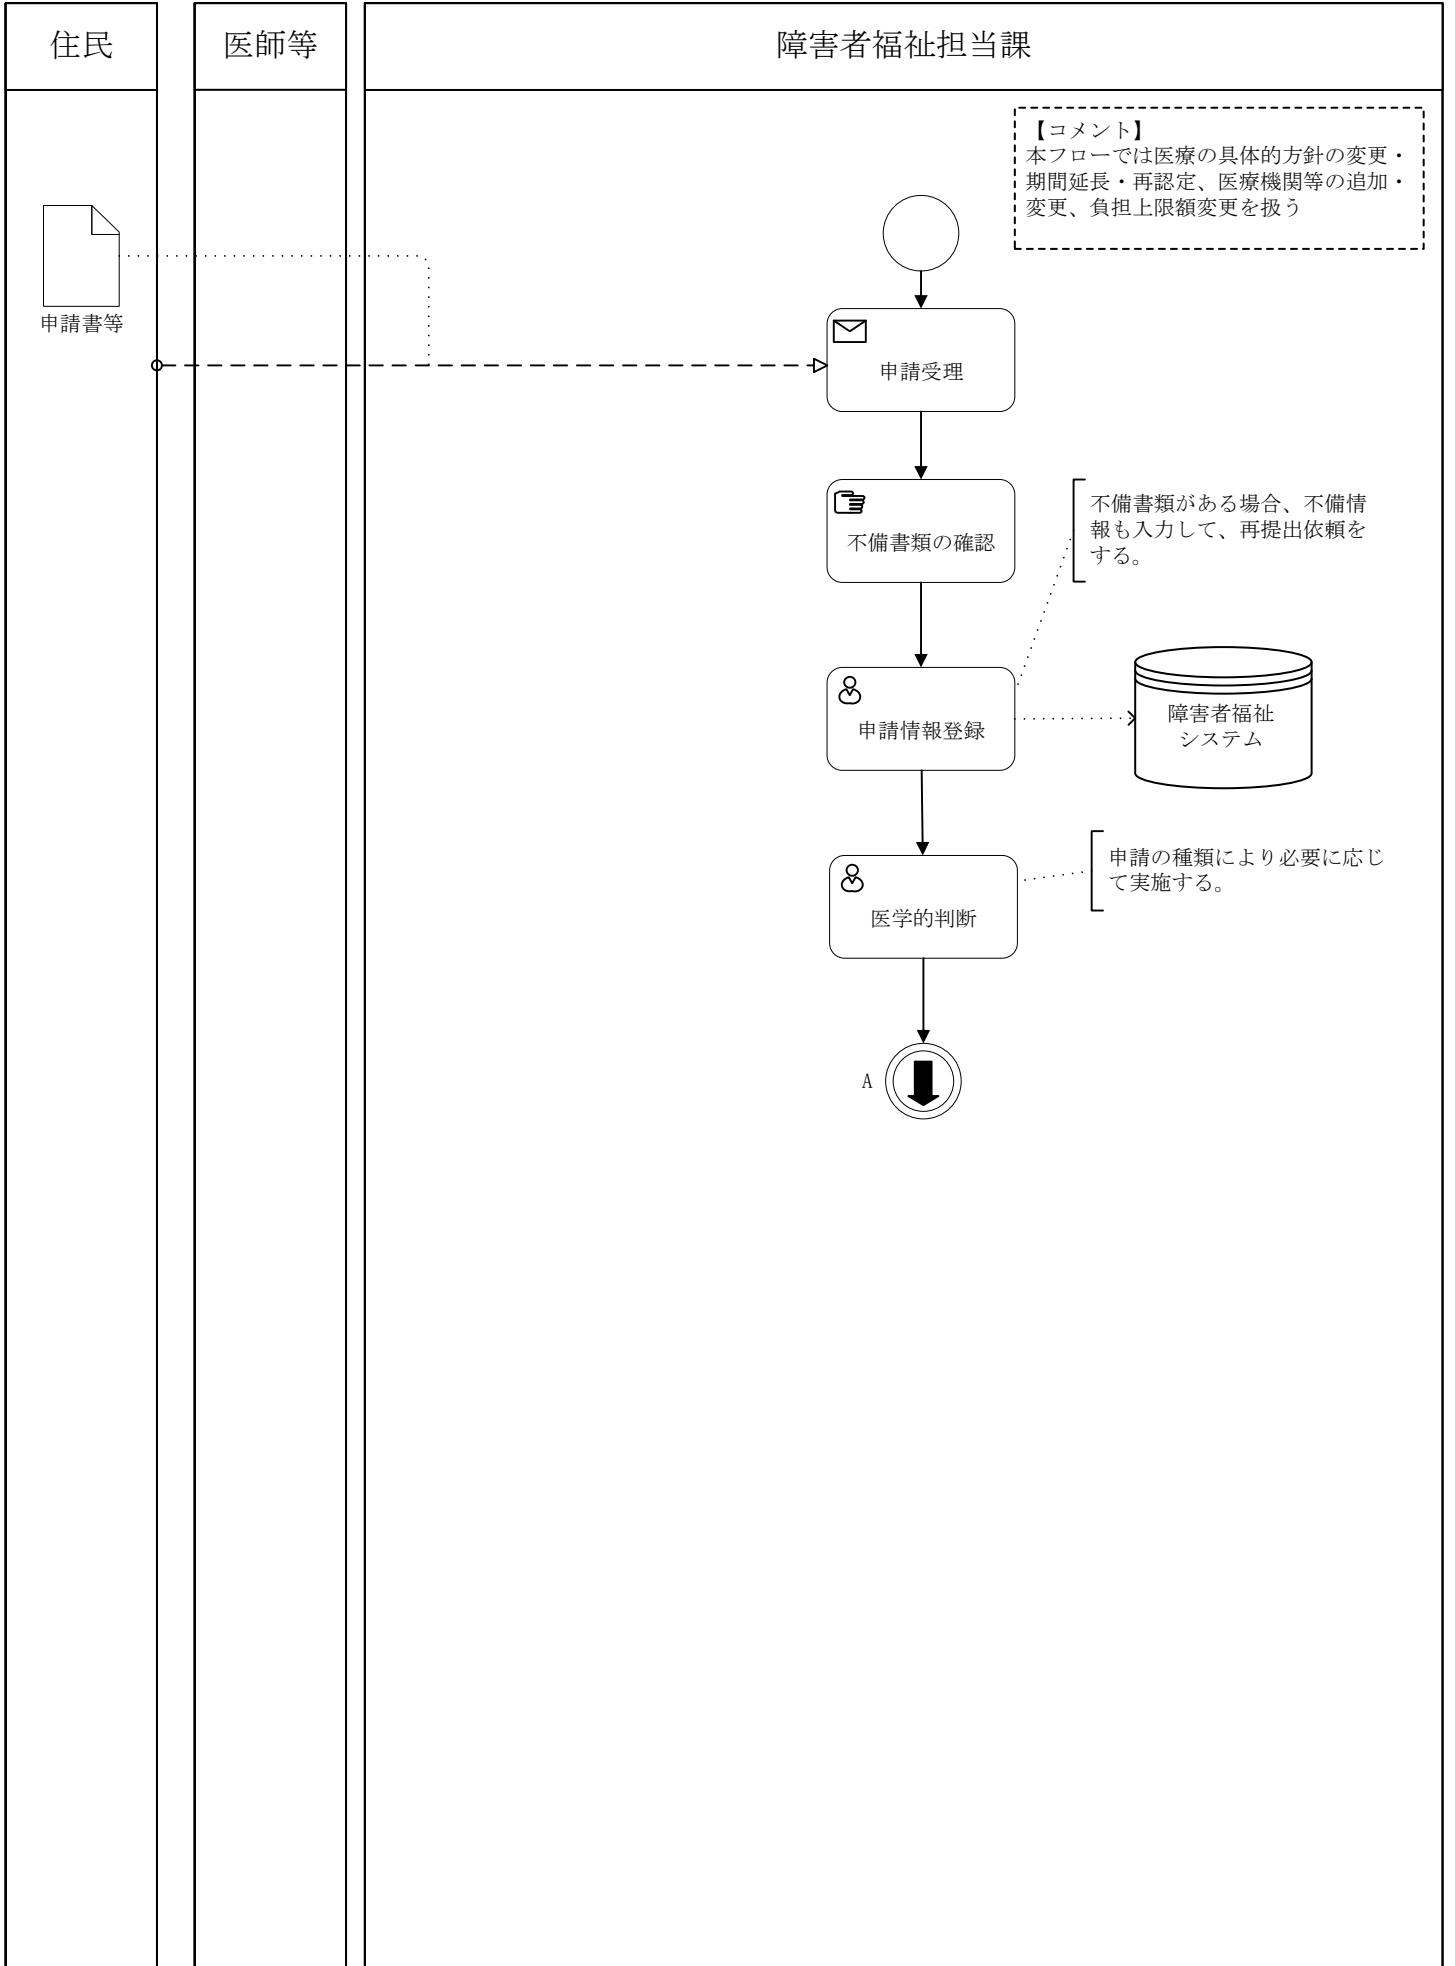 住民
医師等
障害者福祉担当課
【コメント】
本フローでは医療の具体的方針の変更・
期間延長・再認定、医療機関等の追加・
変更、負担上限額変更を扱う
申請書等
申請受理
不備書類の確認
不備書類がある場合、不備情
報も入力して、再提出依頼を
する。
申請情報登録
障害者福祉
システム
医学的判断
申請の種類により必要に応じ
て実施する。
A